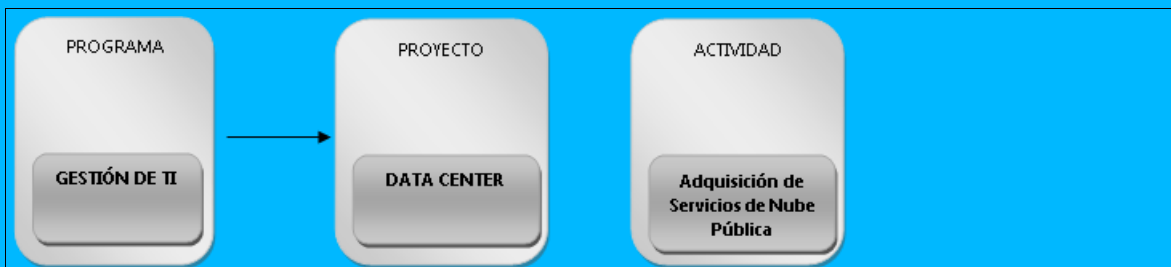 PROGRAMA
GESTIÓN DE TI
PROYECTO
DATA CENTER
ACTIVIDAD
Adquisición de
Servicios de Nube
Pública